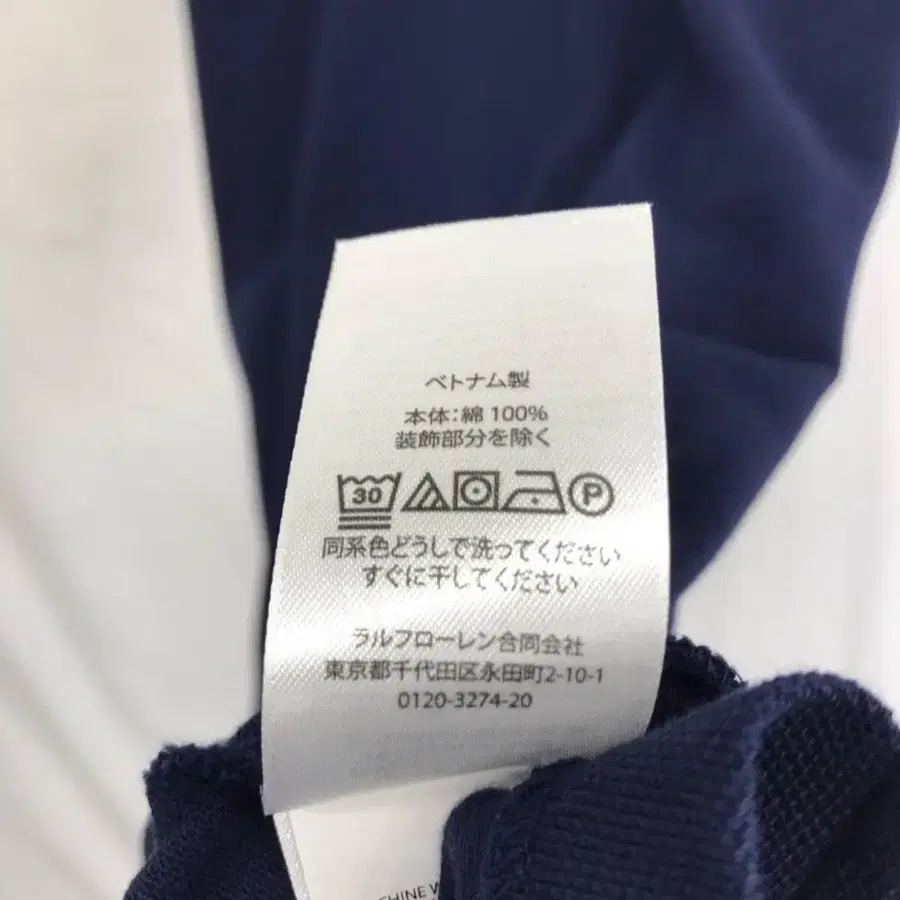 ベトナム製
本体:綿 100%
装飾部分を除く
30 P
同系色どうしで洗ってください
すぐに干してください
ラルフローレン合同会社
東京都千代田区永田町2-10-1
0120-3274-20